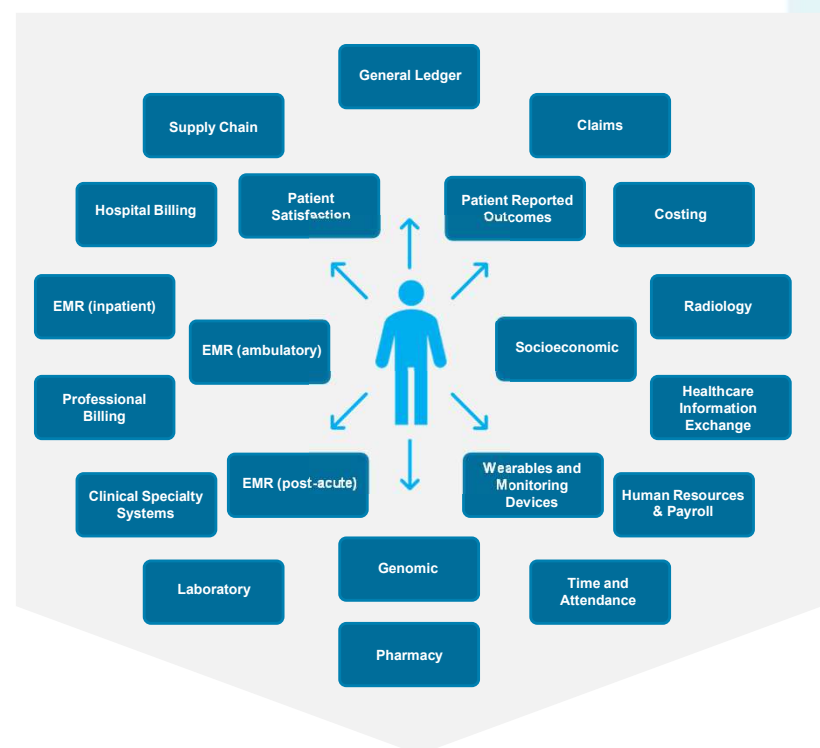 General Ledger
Supply Chain
Claims
Hospital Billing
Patient
Satisfaction
Patient Reported
Outcomes
Costing
EMR (inpatient)
Radiology
EMR (ambulatory)
Socioeconomic
Professional
Billing
Healthcare
Information
Exchange
Clinical Specialty
Systems
EMR (post-acute)
Wearables and
Monitoring
Devices
Human Resources
& Payroll
Laboratory
Genomic
Time and
Attendance
Pharmacy